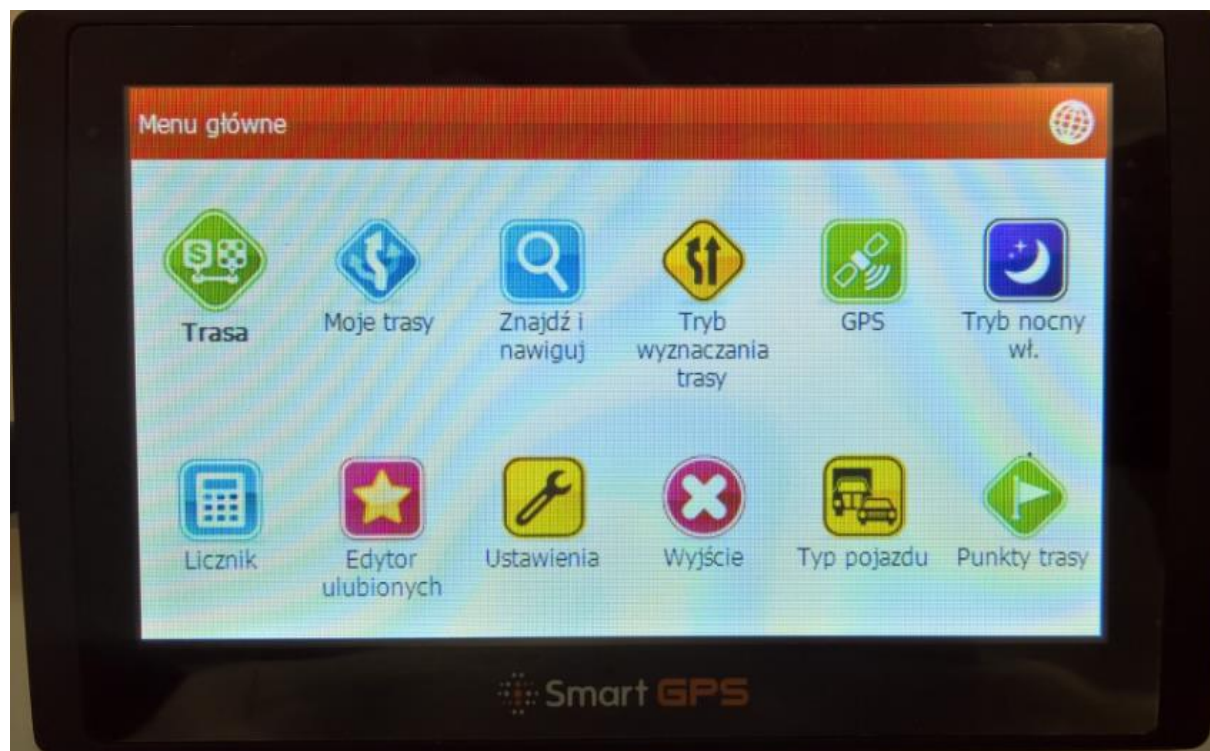 Menu główne
S
Trasa
Moje trasy
Znajdź i
nawiguj
Tryb
wyznaczania
trasy
GPS
Tryb nocny
wł.
Licznik
Edytor
ulubionych
Ustawienia
Wyjście
Typ pojazdu
Punkty trasy
Smart GPS